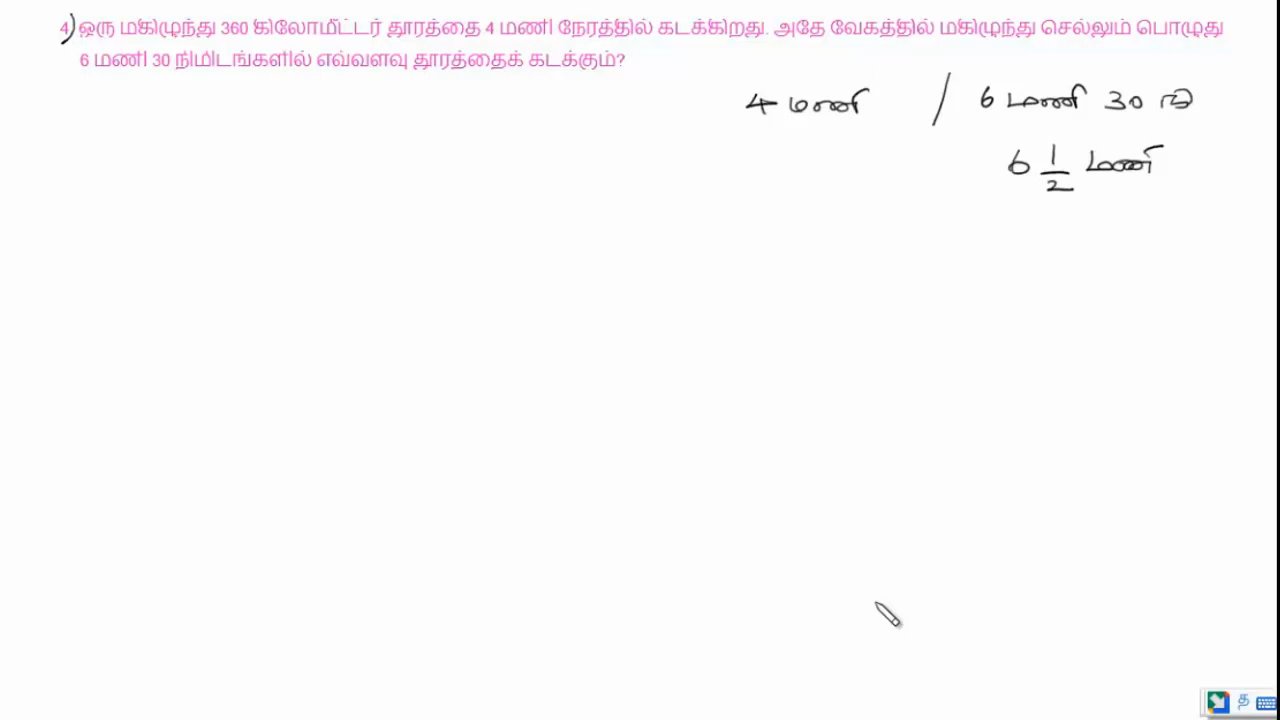 4) ஒரு மகிழுந்து 360 கிலோமீட்டர் தூரத்தை 4 மணி நேரத்தில் கடக்கிறது. அதே வேகத்தில் மகிழுந்து செல்லும் பொழுது
6 மணி 30 நிமிடங்களில் எவ்வளவு தூரத்தைக் கடக்கும்?
4 மணி / 6 மணி 30 நி
6 1/2 மணி
த